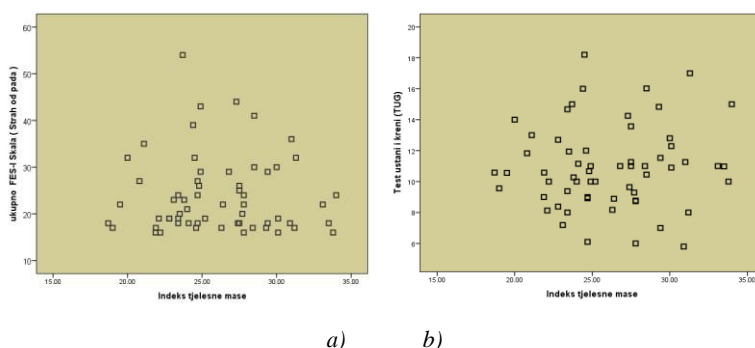 60
50
40
30
20
10
ukupno FES-I Skala ( Strah od pada )
15.00 20.00 25.00 30.00 35.00
Indeks tjelesne mase
20
18
16
14
12
10
8
6
Test ustani i kreni (TUG)
15.00 20.00 25.00 30.00 35.00
Indeks tjelesne mase
a) b)